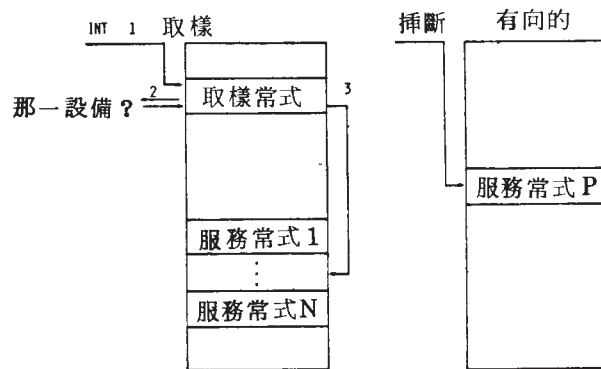 INT 1 取樣
2
那一設備？
取樣常式
3
服務常式1
⋮
服務常式N
挿斷 有向的
服務常式P